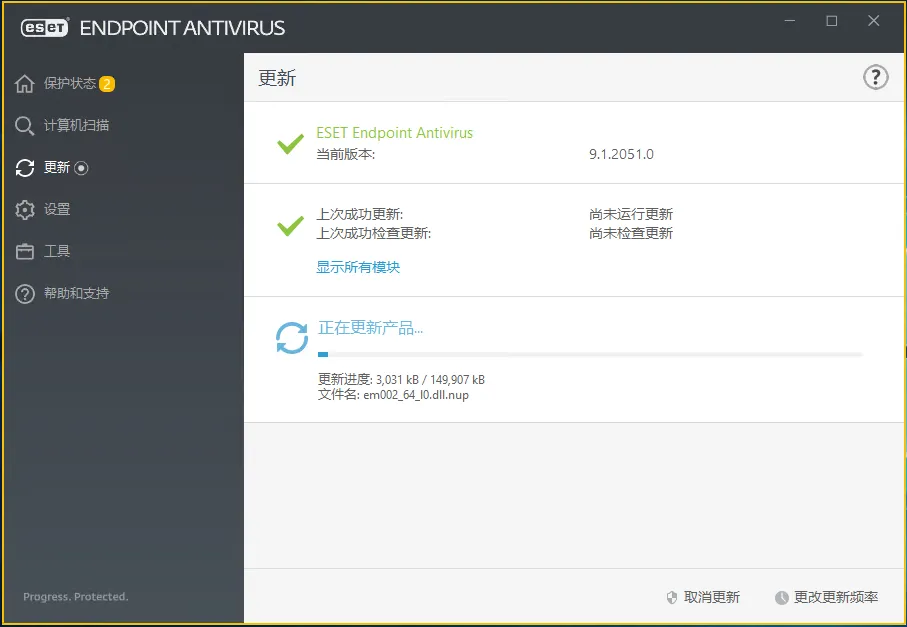 eseT ENDPOINT ANTIVIRUS
保护状态 2
计算机扫描
更新
设置
工具
帮助和支持
Progress. Protected.
更新
?
ESET Endpoint Antivirus
当前版本: 9.1.2051.0
上次成功更新: 尚未运行更新
上次成功检查更新: 尚未检查更新
显示所有模块
正在更新产品...
更新进度: 3,031 kB / 149,907 kB
文件名: em002_64_l0.dll.nup
取消更新 更改更新频率